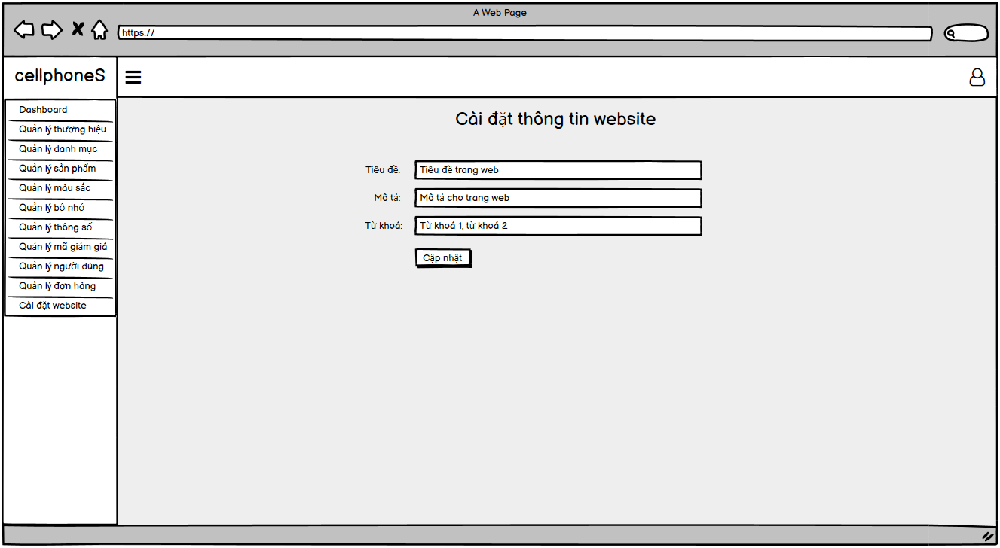 A Web Page
https://
cellphoneS
Dashboard
Quản lý thương hiệu
Quản lý danh mục
Quản lý sản phẩm
Quản lý màu sắc
Quản lý bộ nhớ
Quản lý thông số
Quản lý mã giảm giá
Quản lý người dùng
Quản lý đơn hàng
Cài đặt website
Cài đặt thông tin website
Tiêu đề: Tiêu đề trang web
Mô tả: Mô tả cho trang web
Từ khoá: Từ khoá 1, từ khoá 2
Cập nhật